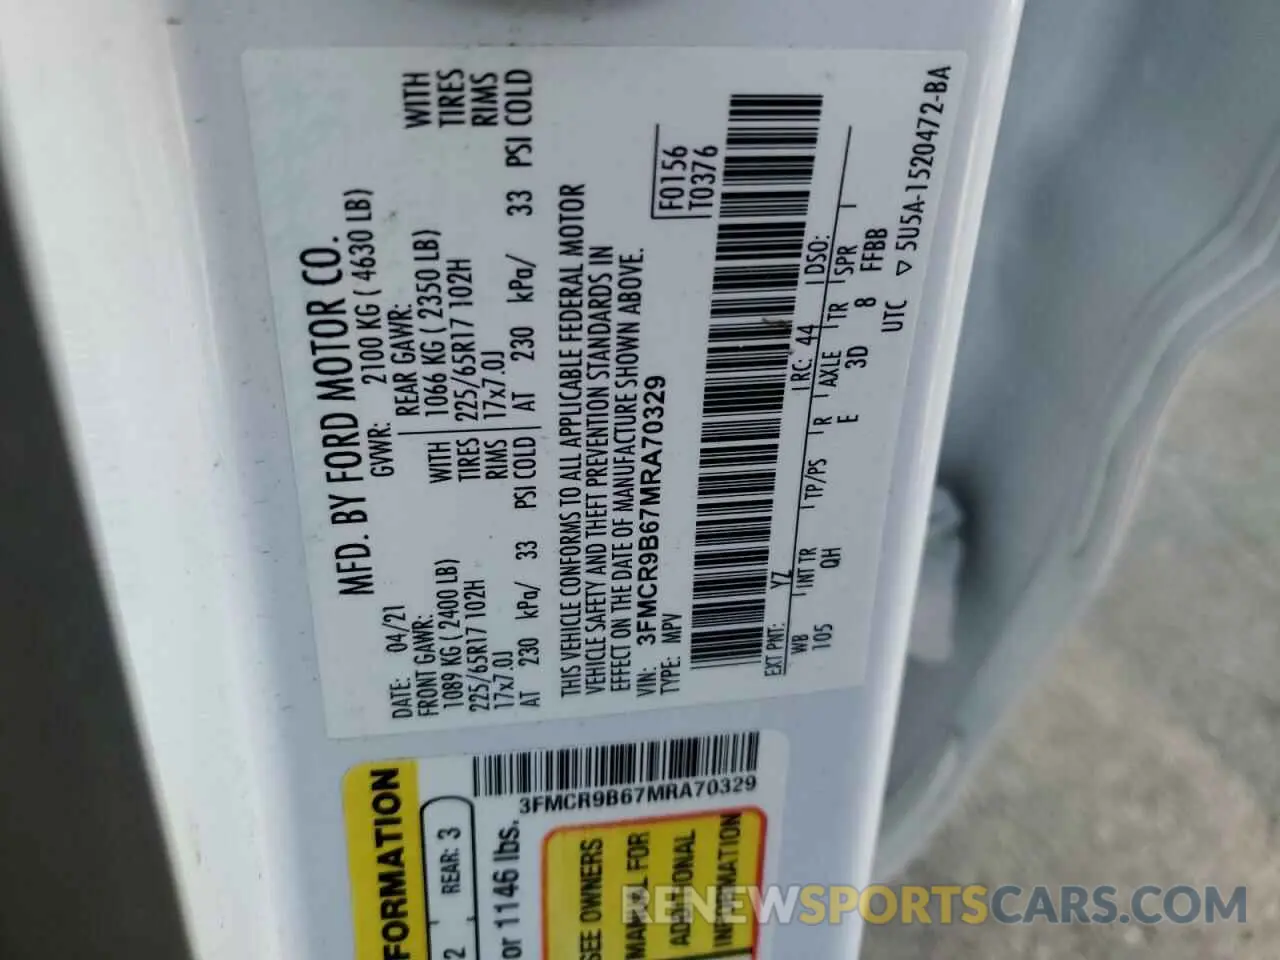 MFD. BY FORD MOTOR CO.
DATE: 04/21 GVWR: 2100 KG ( 4630 LB)
FRONT GAWR: REAR GAWR:
1089 KG ( 2400 LB) WITH 1066 KG ( 2350 LB) WITH
225/65R17 102H TIRES 225/65R17 102H TIRES
17x7.0J RIMS 17x7.0J RIMS
AT 230 kPa/ 33 PSI COLD AT 230 kPa/ 33 PSI COLD
THIS VEHICLE CONFORMS TO ALL APPLICABLE FEDERAL MOTOR
VEHICLE SAFETY AND THEFT PREVENTION STANDARDS IN
EFFECT ON THE DATE OF MANUFACTURE SHOWN ABOVE.
VIN: 3FMCR9B67MRA70329 F0156
TYPE: MPV T0376
EXT PNT: YZ RC: 44 DSO:
WB INT TR TP/PS R AXLE TR SPR
105 QH E 3D 8 FFBB
UTC ▽ 5U5A-1520472-BA
FORMATION
2 REAR: 3
or 1146 lbs.
3FMCR9B67MRA70329
SEE OWNERS
MANUAL FOR
ADDITIONAL
INFORMATION
RENEWSPORTSCARS.COM